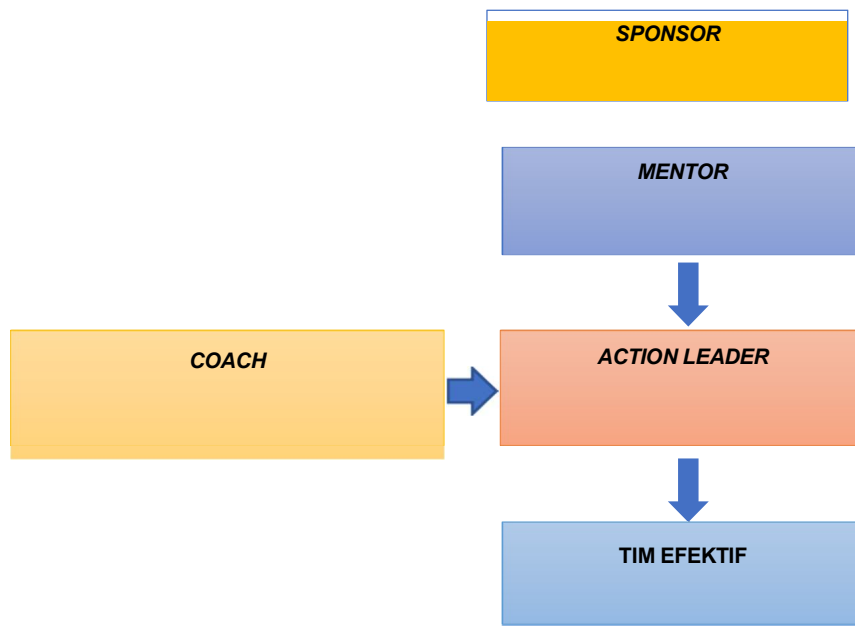 SPONSOR
MENTOR
COACH
ACTION LEADER
TIM EFEKTIF